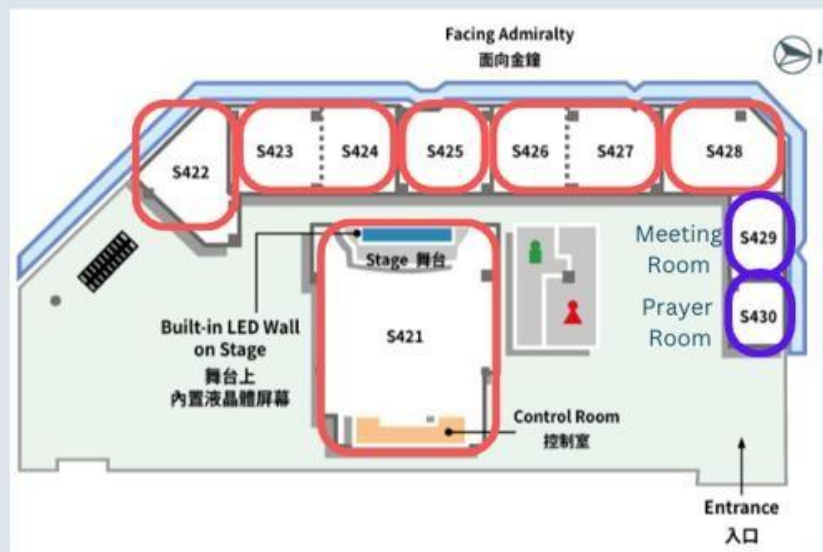 Facing Admiralty
面向金鐘
N
S422
S423
S424
S425
S426
S427
S428
Meeting
Room
S429
Prayer
Room
S430
Stage 舞台
S421
Built-in LED Wall
on Stage
舞台上
內置液晶體屏幕
Control Room
控制室
Entrance
入口